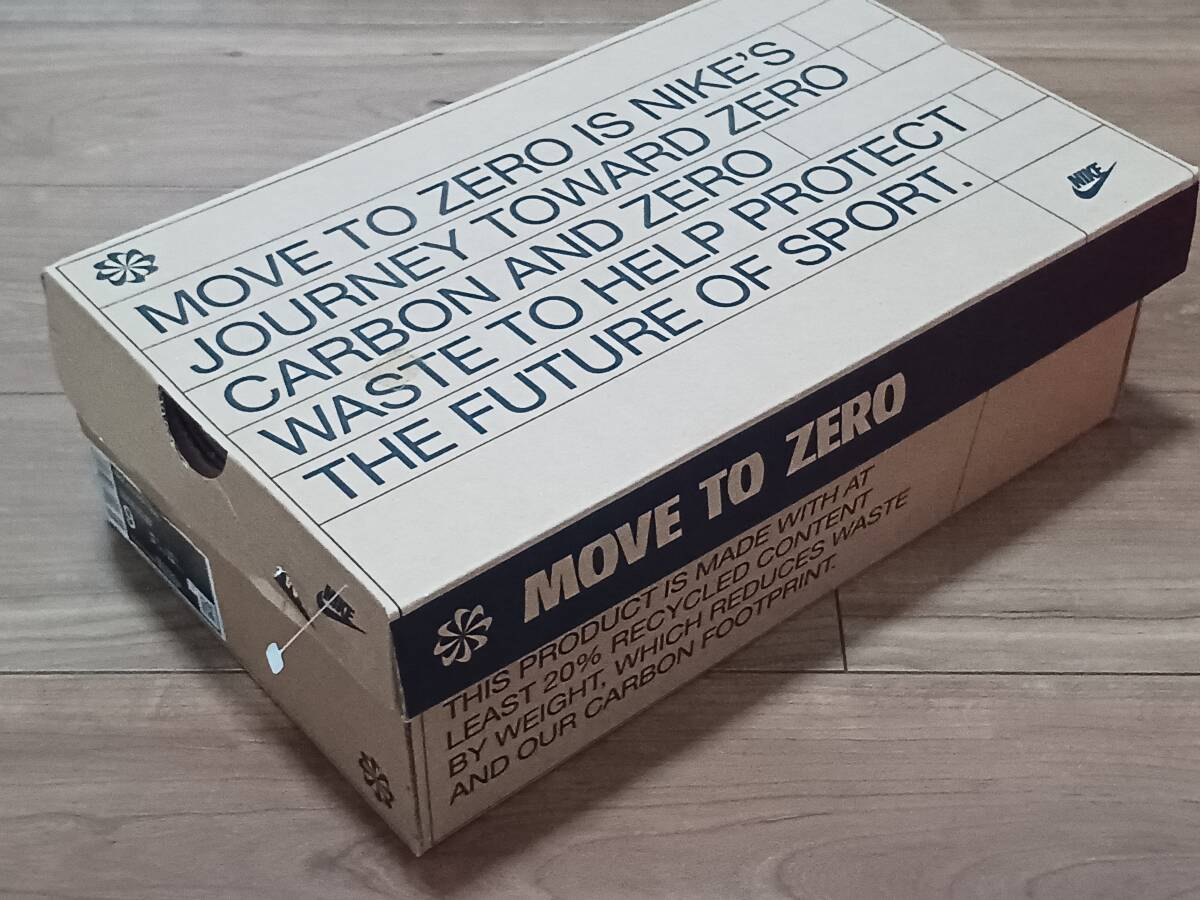 MOVE TO ZERO IS NIKE'S
JOURNEY TOWARD ZERO
CARBON AND ZERO
WASTE TO HELP PROTECT
THE FUTURE OF SPORT.
NIKE
MOVE TO ZERO
THIS PRODUCT IS MADE WITH AT
LEAST 20% RECYCLED CONTENT
BY WEIGHT, WHICH REDUCES WASTE
AND OUR CARBON FOOTPRINT.
NIKE